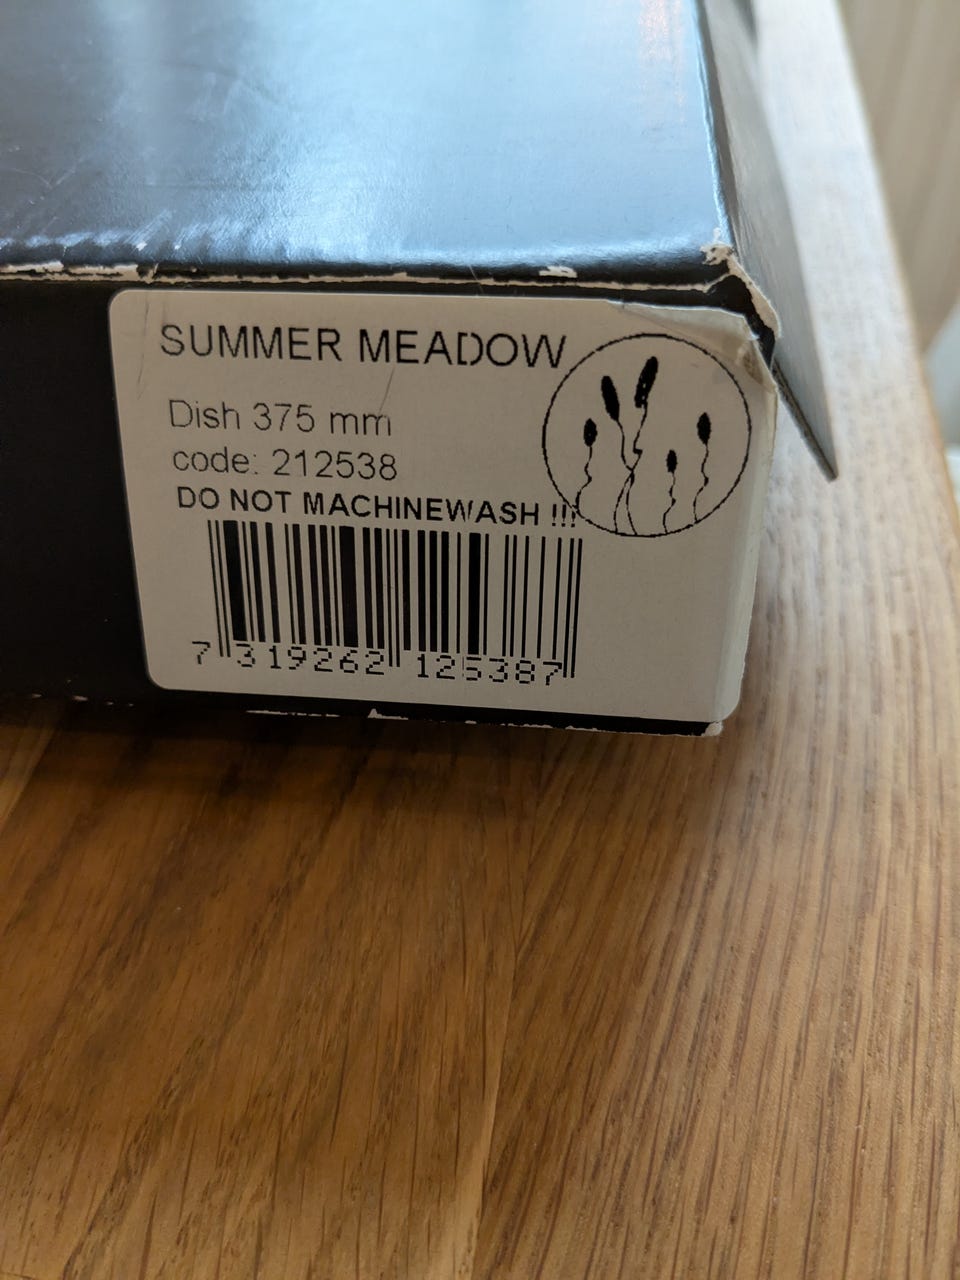 SUMMER MEADOW
Dish 375 mm
code: 212538
DO NOT MACHINEWASH !!!
7 319262 125387